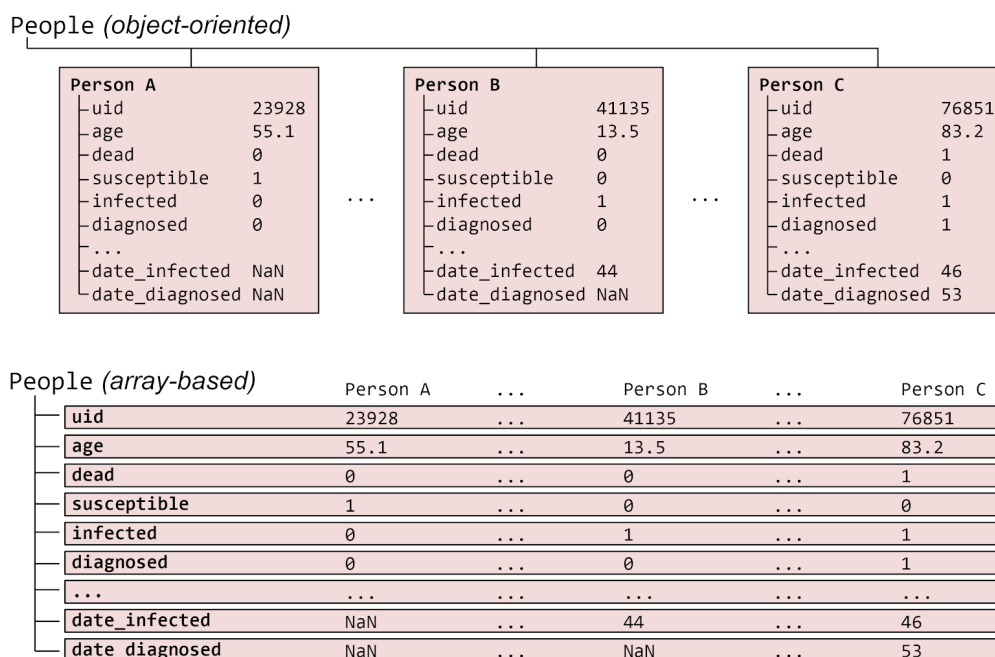 People (object-oriented)
Person A
uid 23928
age 55.1
dead 0
susceptible 1
infected 0
diagnosed 0
...
date_infected NaN
date_diagnosed NaN
...
Person B
uid 41135
age 13.5
dead 0
susceptible 0
infected 1
diagnosed 0
...
date_infected 44
date_diagnosed NaN
...
Person C
uid 76851
age 83.2
dead 1
susceptible 0
infected 1
diagnosed 1
...
date_infected 46
date_diagnosed 53
People (array-based)
Person A ... Person B ... Person C
uid 23928 ... 41135 ... 76851
age 55.1 ... 13.5 ... 83.2
dead 0 ... 0 ... 1
susceptible 1 ... 0 ... 0
infected 0 ... 1 ... 1
diagnosed 0 ... 0 ... 1
... ... ... ... ... ...
date_infected NaN ... 44 ... 46
date_diagnosed NaN ... NaN ... 53